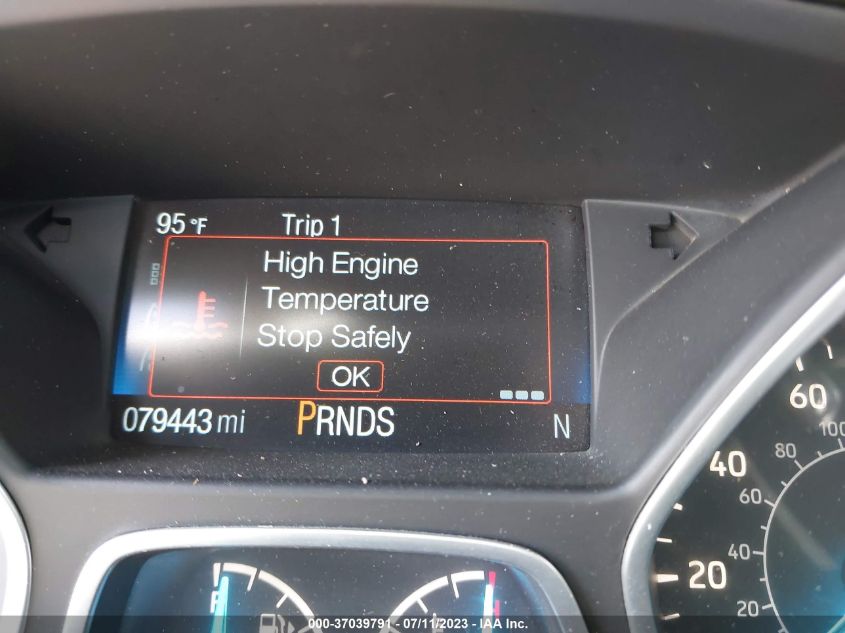 95 °F Trip 1
High Engine
Temperature
Stop Safely
OK
079443 mi PRNDS N
60
100
80
40
60
40
20
20
F H
000-37039791 - 07/11/2023 - IAA Inc.